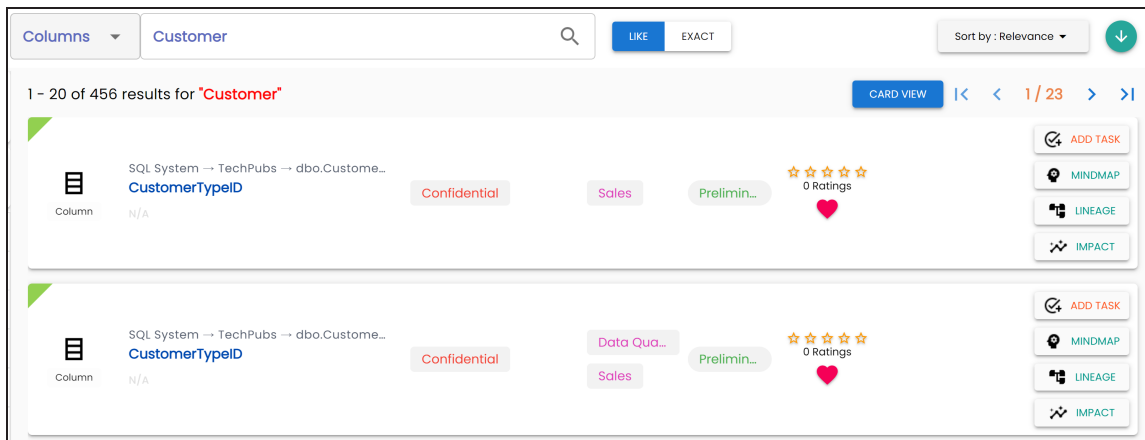 Columns Customer LIKE EXACT Sort by : Relevance
1 - 20 of 456 results for "Customer" CARD VIEW 1 / 23
ADD TASK
SQL System → TechPubs → dbo.Custome...
CustomerTypeID
N/A
Column
Confidential
Sales
Prelimin...
0 Ratings
MINDMAP
LINEAGE
IMPACT
ADD TASK
SQL System → TechPubs → dbo.Custome...
CustomerTypeID
N/A
Column
Confidential
Data Qua...
Sales
Prelimin...
0 Ratings
MINDMAP
LINEAGE
IMPACT